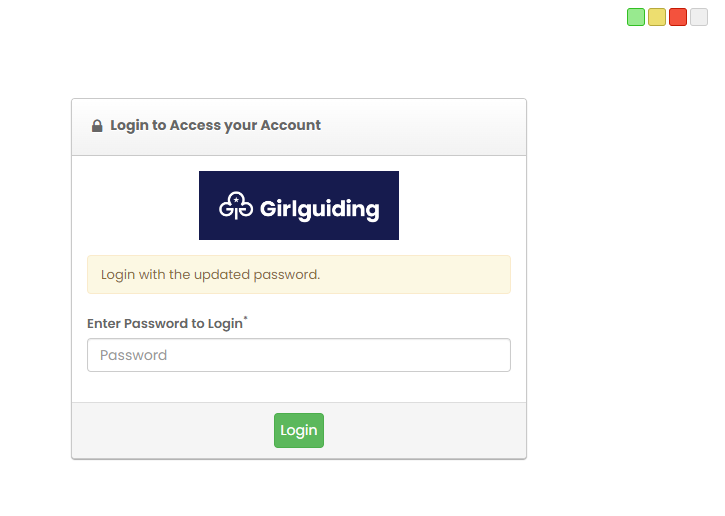 Login to Access your Account
Girlguiding
Login with the updated password.
Enter Password to Login*
Password
Login